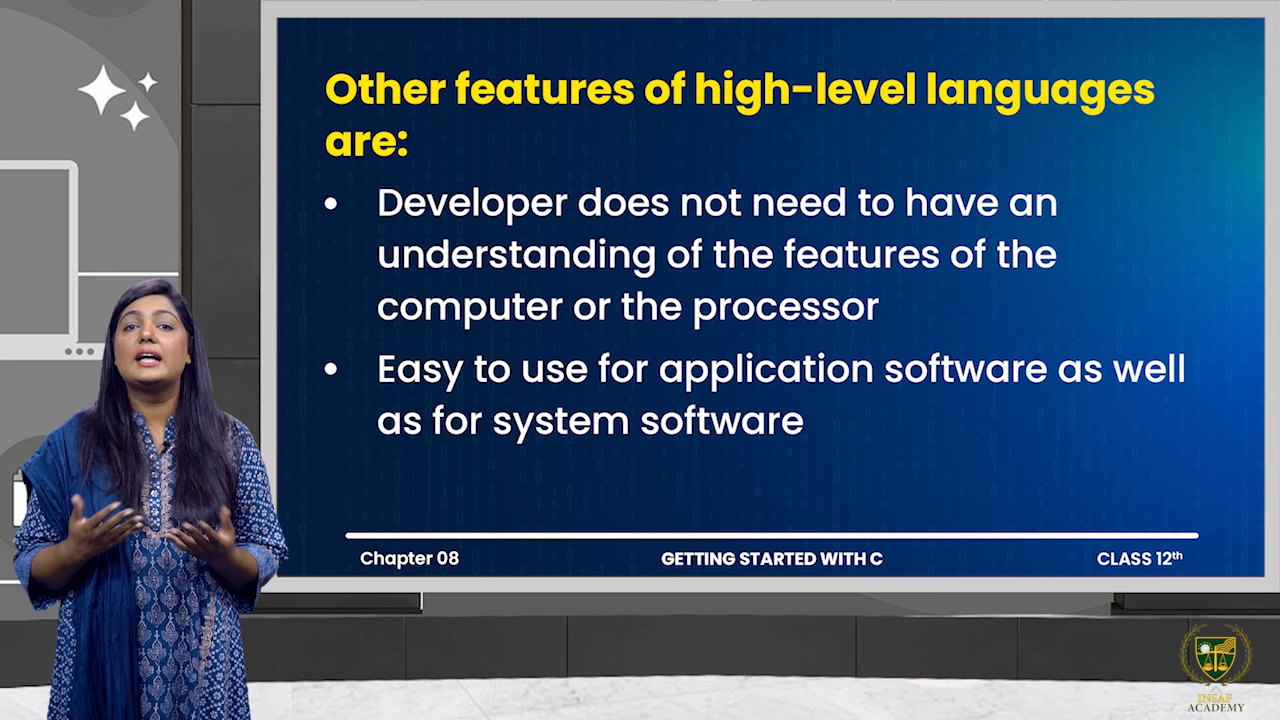 Other features of high-level languages
are:
• Developer does not need to have an
understanding of the features of the
computer or the processor
• Easy to use for application software as well
as for system software
Chapter 08 GETTING STARTED WITH C CLASS 12th
INSAF
ACADEMY